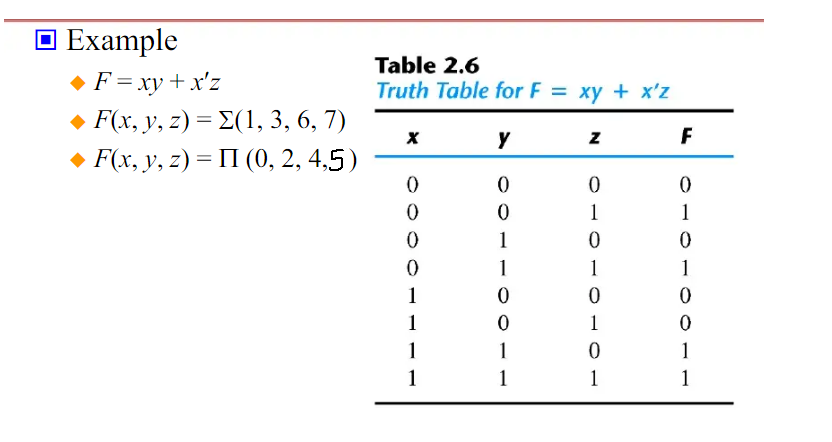 Example
F = xy + x'z
F(x, y, z) = Σ(1, 3, 6, 7)
F(x, y, z) = Π (0, 2, 4,5)
Table 2.6
Truth Table for F = xy + x'z
x y z F
0 0 0 0
0 0 1 1
0 1 0 0
0 1 1 1
1 0 0 0
1 0 1 0
1 1 0 1
1 1 1 1